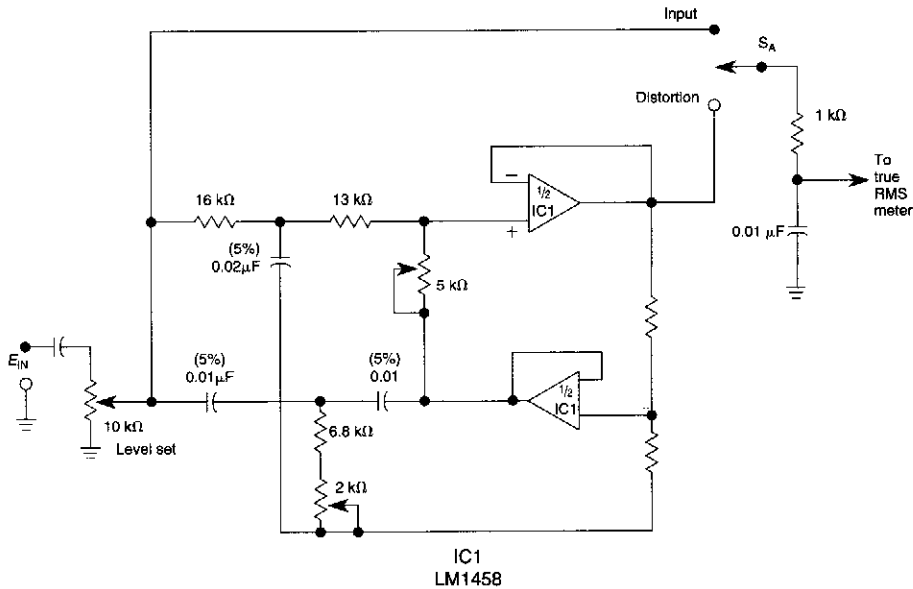 Input
S_A
Distortion
1 kΩ
To
true
RMS
meter
0.01 μF
16 kΩ
13 kΩ
−
½
IC1
+
(5%)
0.02μF
5 kΩ
E_IN
(5%)
0.01μF
(5%)
0.01
½
IC1
10 kΩ
Level set
6.8 kΩ
2 kΩ
IC1
LM1458